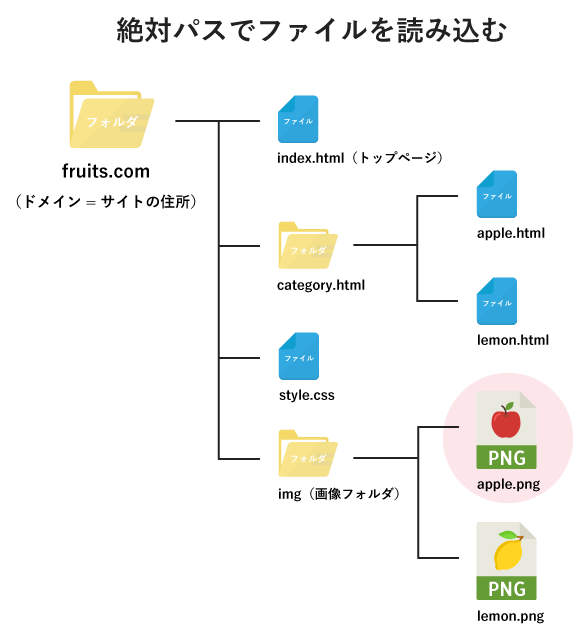 絶対パスでファイルを読み込む
フォルダ
fruits.com
（ドメイン = サイトの住所）
ファイル
index.html（トップページ）
フォルダ
category.html
ファイル
apple.html
ファイル
lemon.html
ファイル
style.css
フォルダ
img（画像フォルダ）
PNG
apple.png
PNG
lemon.png